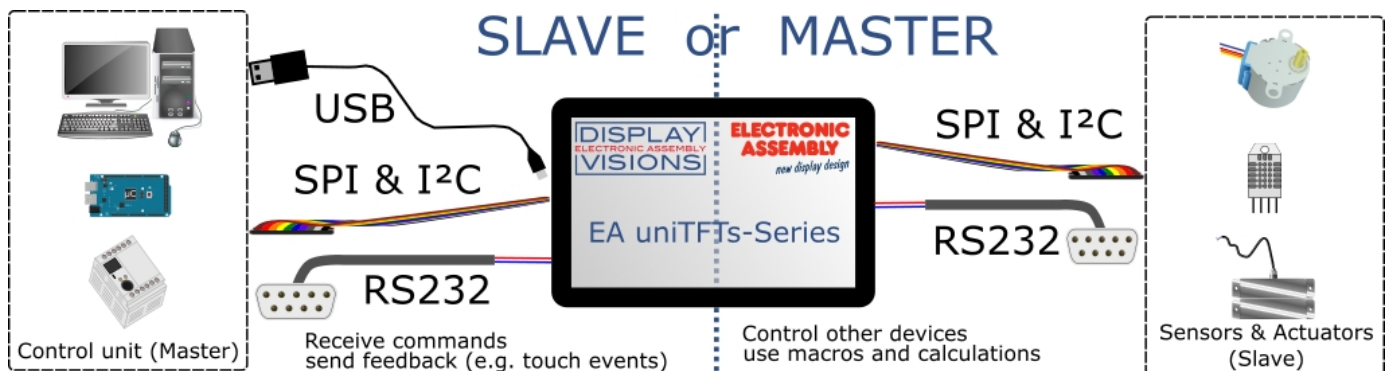 SLAVE or MASTER
USB
SPI & I²C
RS232
Receive commands
send feedback (e.g. touch events)
Control unit (Master)
DISPLAY
ELECTRONIC ASSEMBLY
VISIONS
ELECTRONIC
ASSEMBLY
new display design
EA uniTFTs-Series
SPI & I²C
RS232
Control other devices
use macros and calculations
Sensors & Actuators
(Slave)